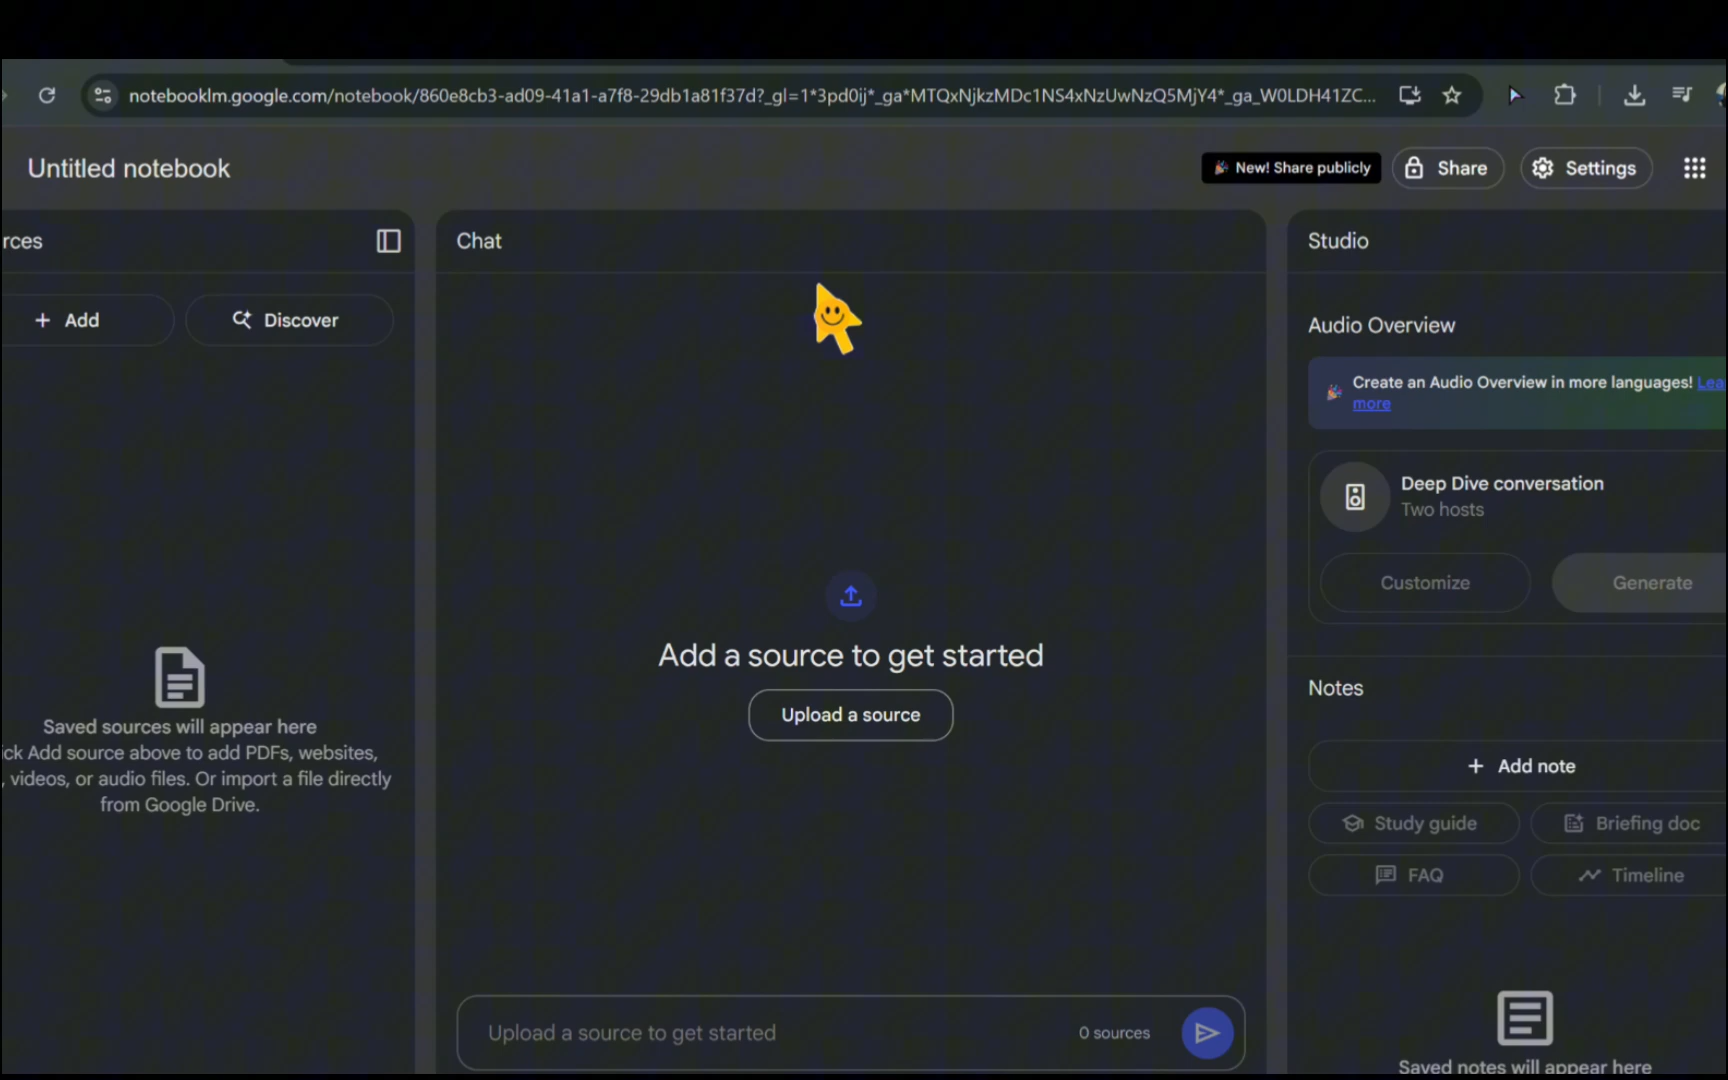 notebooklm.google.com/notebook/860e8cb3-ad09-41a1-a7f8-29db1a81f37d?_gl=1*3pd0ij*_ga*MTQxNjkzMDc1NS4xNzUwNzQ5MjY4*_ga_W0LDH41ZC...
Untitled notebook
New! Share publicly
Share
Settings
rces
Add
Discover
Saved sources will appear here
ick Add source above to add PDFs, websites,
, videos, or audio files. Or import a file directly
from Google Drive.
Chat
Add a source to get started
Upload a source
Upload a source to get started
0 sources
Studio
Audio Overview
Create an Audio Overview in more languages! Lea
more
Deep Dive conversation
Two hosts
Customize
Generate
Notes
Add note
Study guide
Briefing doc
FAQ
Timeline
Saved notes will appear here